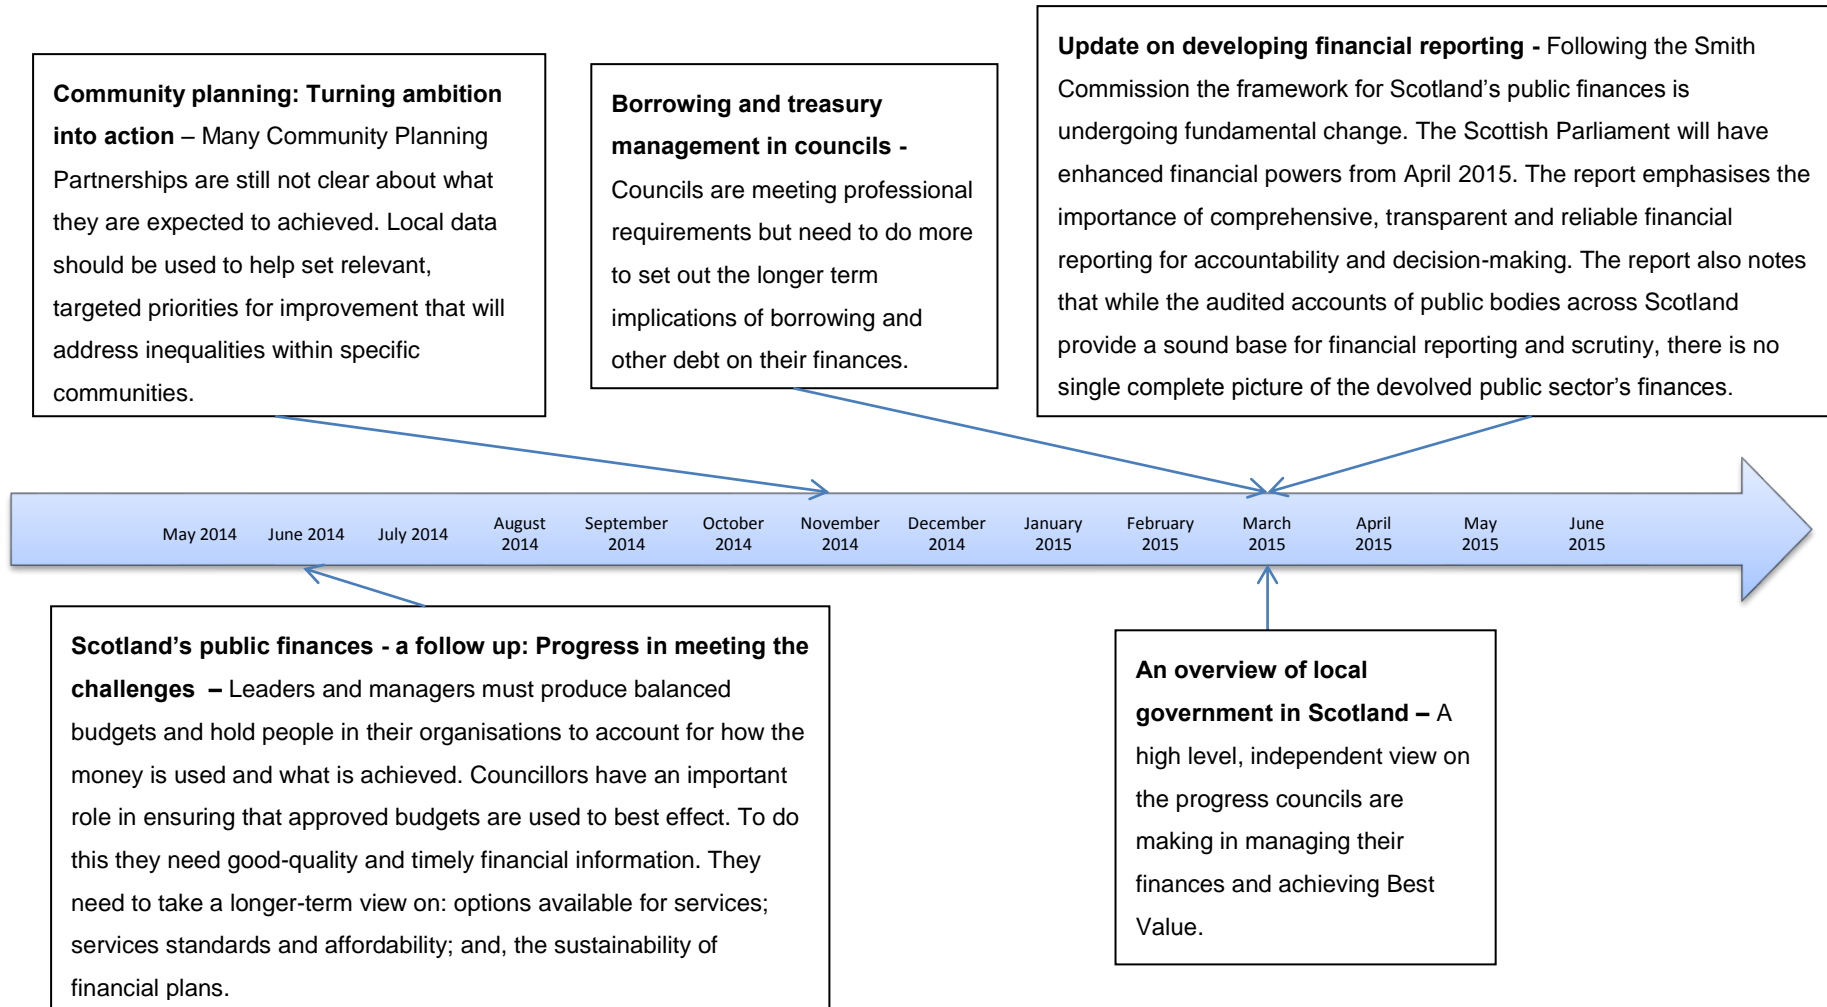 Community planning: Turning ambition
into action – Many Community Planning
Partnerships are still not clear about what
they are expected to achieved. Local data
should be used to help set relevant,
targeted priorities for improvement that will
address inequalities within specific
communities.
Borrowing and treasury
management in councils -
Councils are meeting professional
requirements but need to do more
to set out the longer term
implications of borrowing and
other debt on their finances.
Update on developing financial reporting - Following the Smith
Commission the framework for Scotland’s public finances is
undergoing fundamental change. The Scottish Parliament will have
enhanced financial powers from April 2015. The report emphasises the
importance of comprehensive, transparent and reliable financial
reporting for accountability and decision-making. The report also notes
that while the audited accounts of public bodies across Scotland
provide a sound base for financial reporting and scrutiny, there is no
single complete picture of the devolved public sector’s finances.
May 2014
June 2014
July 2014
August
2014
September
2014
October
2014
November
2014
December
2014
January
2015
February
2015
March
2015
April
2015
May
2015
June
2015
Scotland’s public finances - a follow up: Progress in meeting the
challenges – Leaders and managers must produce balanced
budgets and hold people in their organisations to account for how the
money is used and what is achieved. Councillors have an important
role in ensuring that approved budgets are used to best effect. To do
this they need good-quality and timely financial information. They
need to take a longer-term view on: options available for services;
services standards and affordability; and, the sustainability of
financial plans.
An overview of local
government in Scotland – A
high level, independent view on
the progress councils are
making in managing their
finances and achieving Best
Value.